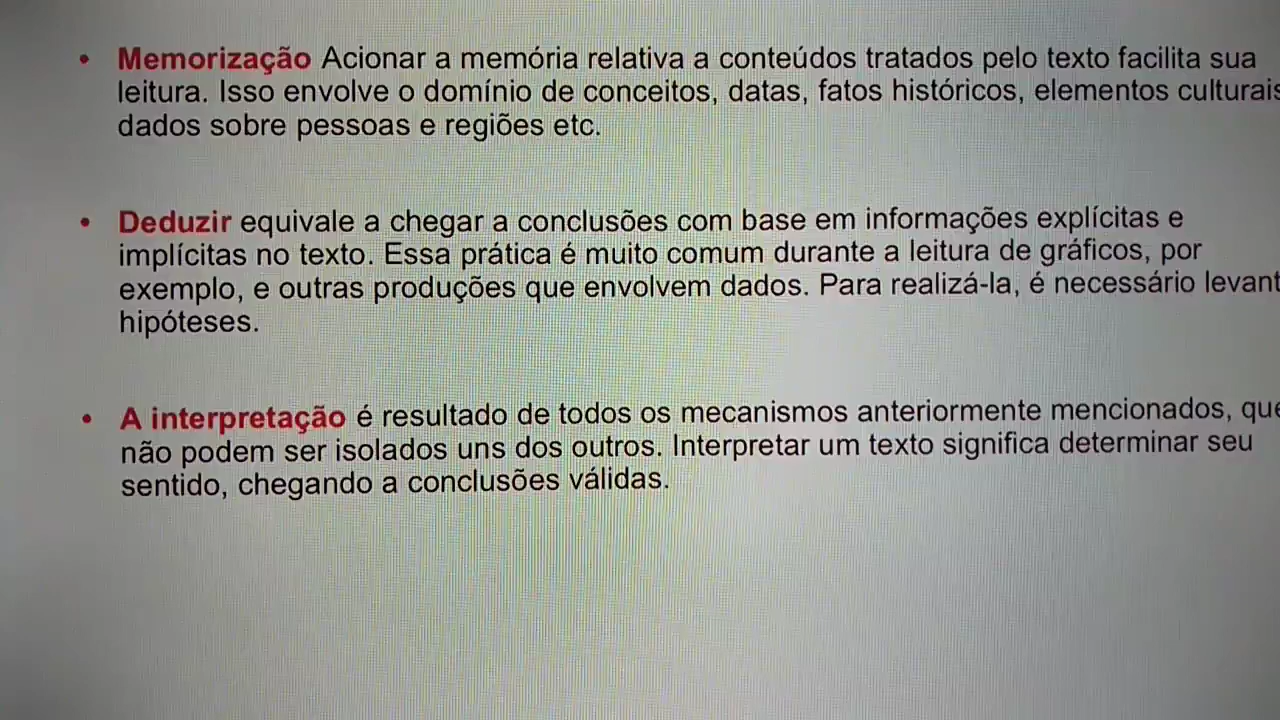 • Memorização Acionar a memória relativa a conteúdos tratados pelo texto facilita sua
leitura. Isso envolve o domínio de conceitos, datas, fatos históricos, elementos culturais
dados sobre pessoas e regiões etc.
• Deduzir equivale a chegar a conclusões com base em informações explícitas e
implícitas no texto. Essa prática é muito comum durante a leitura de gráficos, por
exemplo, e outras produções que envolvem dados. Para realizá-la, é necessário levant
hipóteses.
• A interpretação é resultado de todos os mecanismos anteriormente mencionados, que
não podem ser isolados uns dos outros. Interpretar um texto significa determinar seu
sentido, chegando a conclusões válidas.